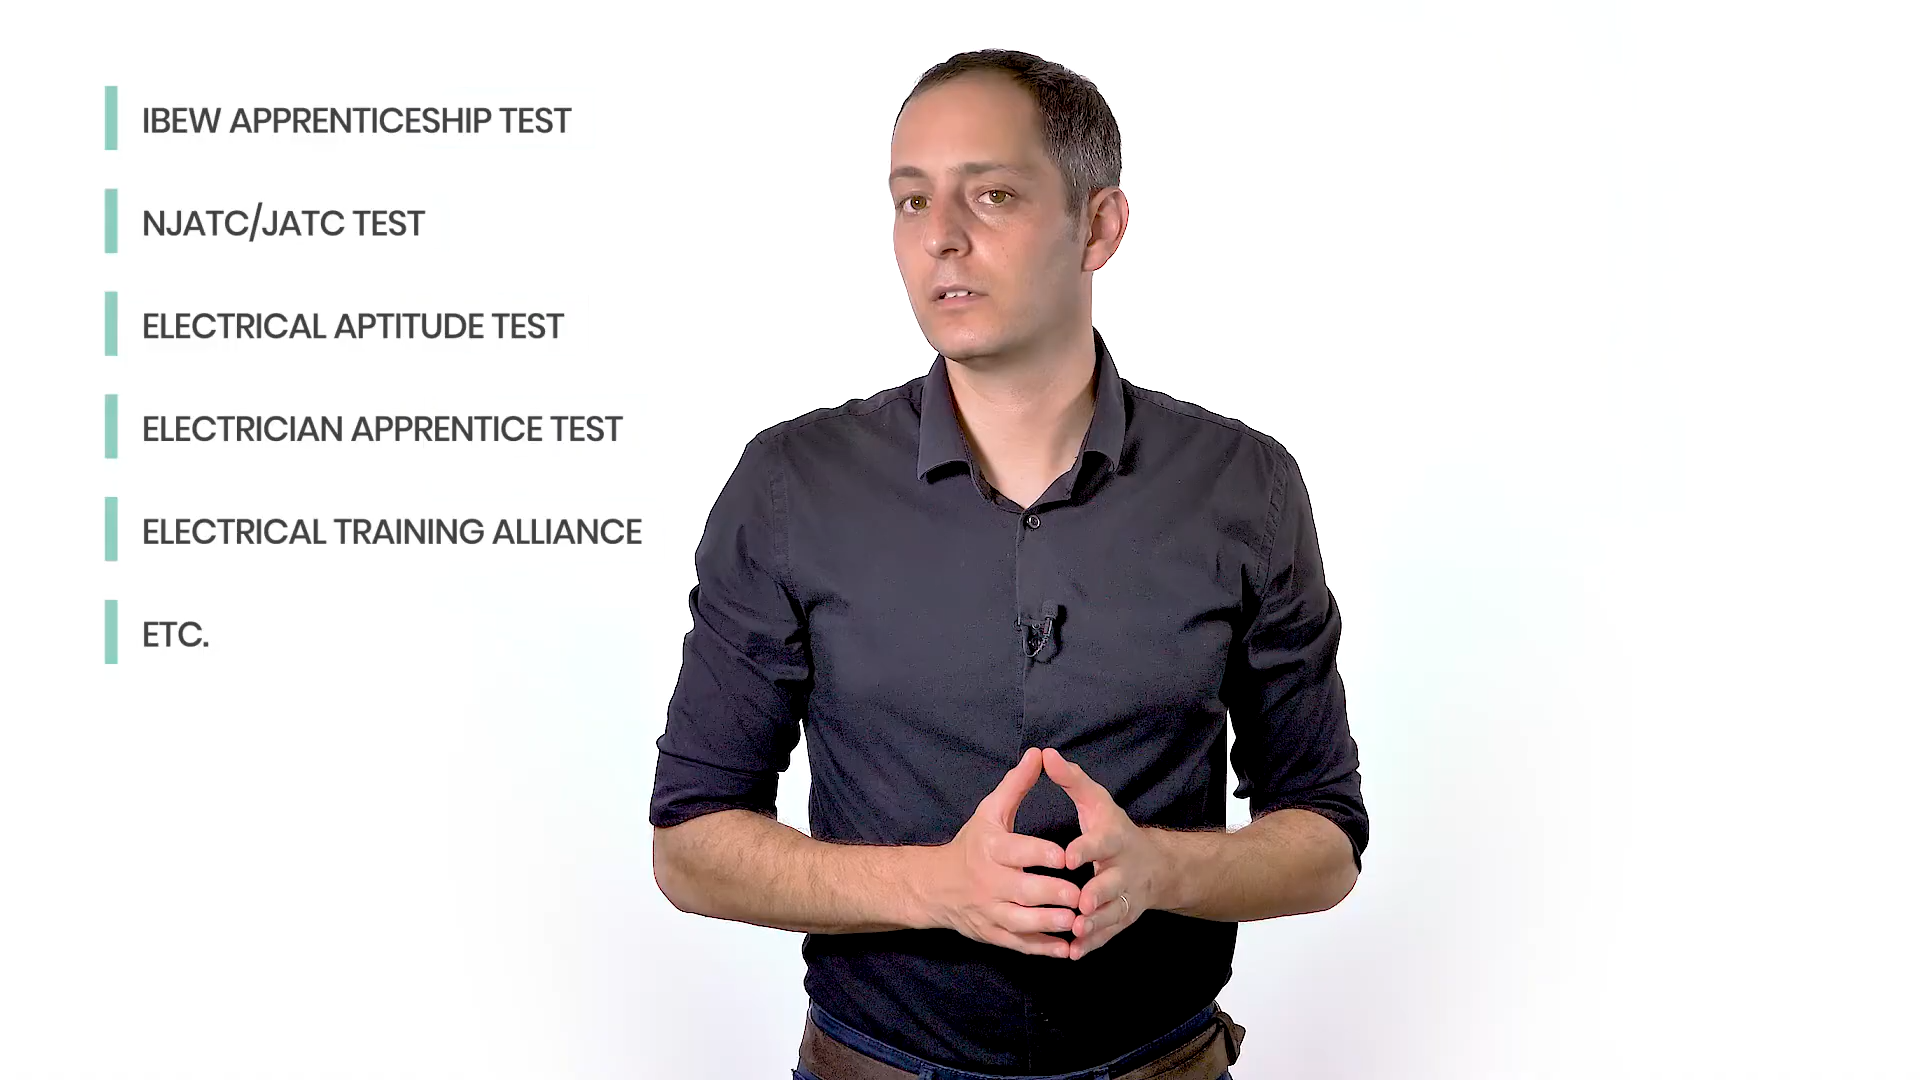 IBEW APPRENTICESHIP TEST
NJATC/JATC TEST
ELECTRICAL APTITUDE TEST
ELECTRICIAN APPRENTICE TEST
ELECTRICAL TRAINING ALLIANCE
ETC.